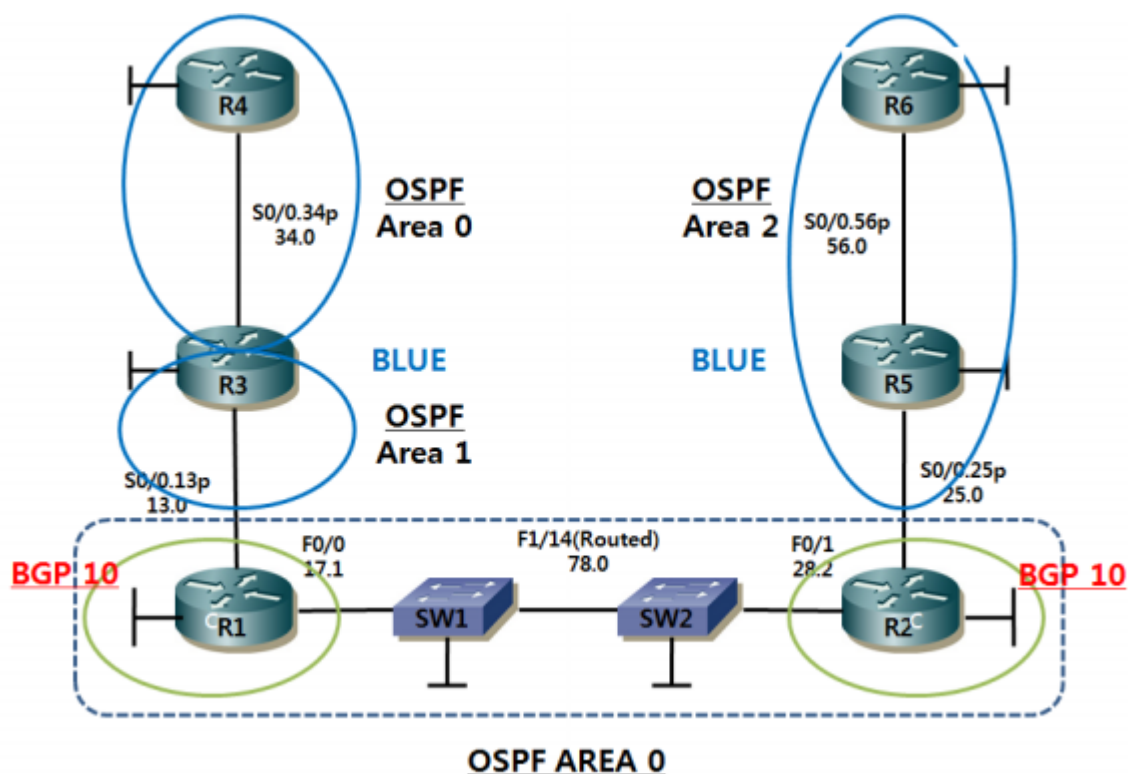 R4
R6
OSPF
Area 0
OSPF
Area 2
S0/0.34p
34.0
S0/0.56p
56.0
R3
BLUE
BLUE
R5
OSPF
Area 1
S0/0.13p
13.0
S0/0.25p
25.0
BGP 10
F0/0
17.1
F1/14(Routed)
78.0
F0/1
28.2
BGP 10
C
R1
SW1
SW2
R2
C
OSPF AREA 0